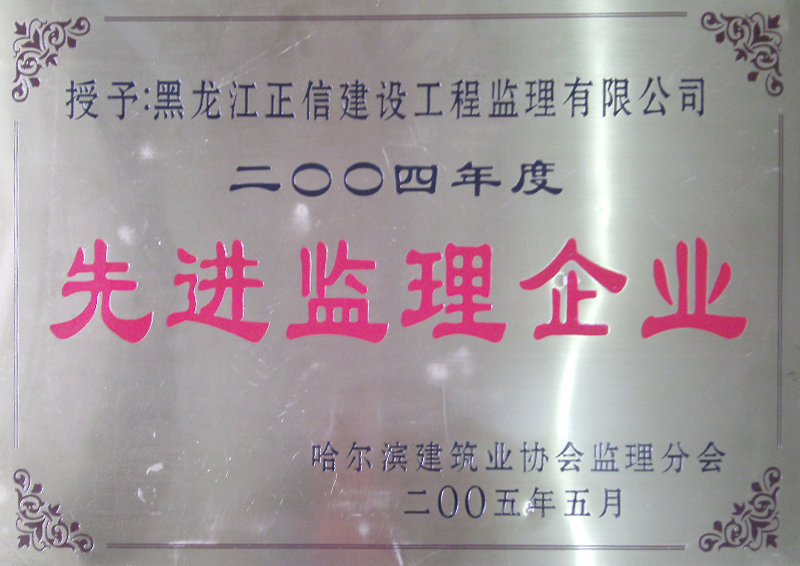 授予:黑龙江正信建设工程监理有限公司
二〇〇四年度
先进监理企业
哈尔滨建筑业协会监理分会
二〇〇五年五月